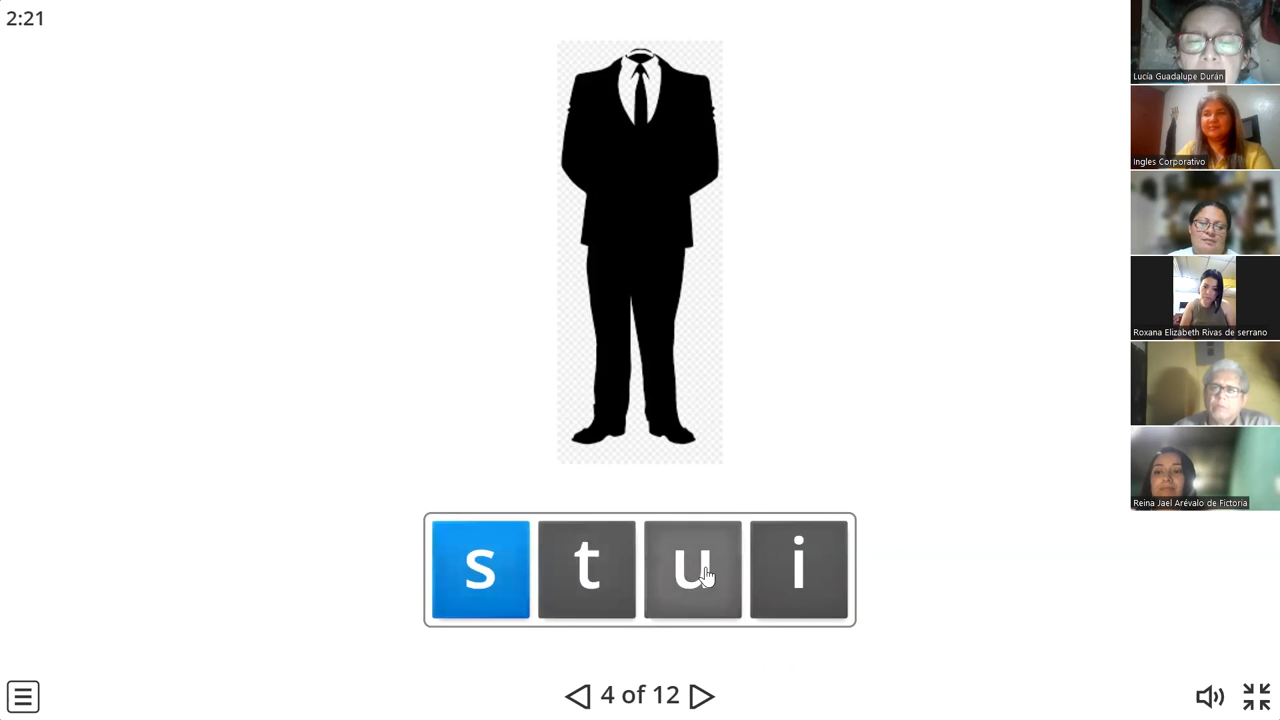 2:21
Lucía Guadalupe Durán
Ingles Corporativo
Roxana Elizabeth Rivas de serrano
Reina Jael Arévalo de Fictoria
s t u i
4 of 12